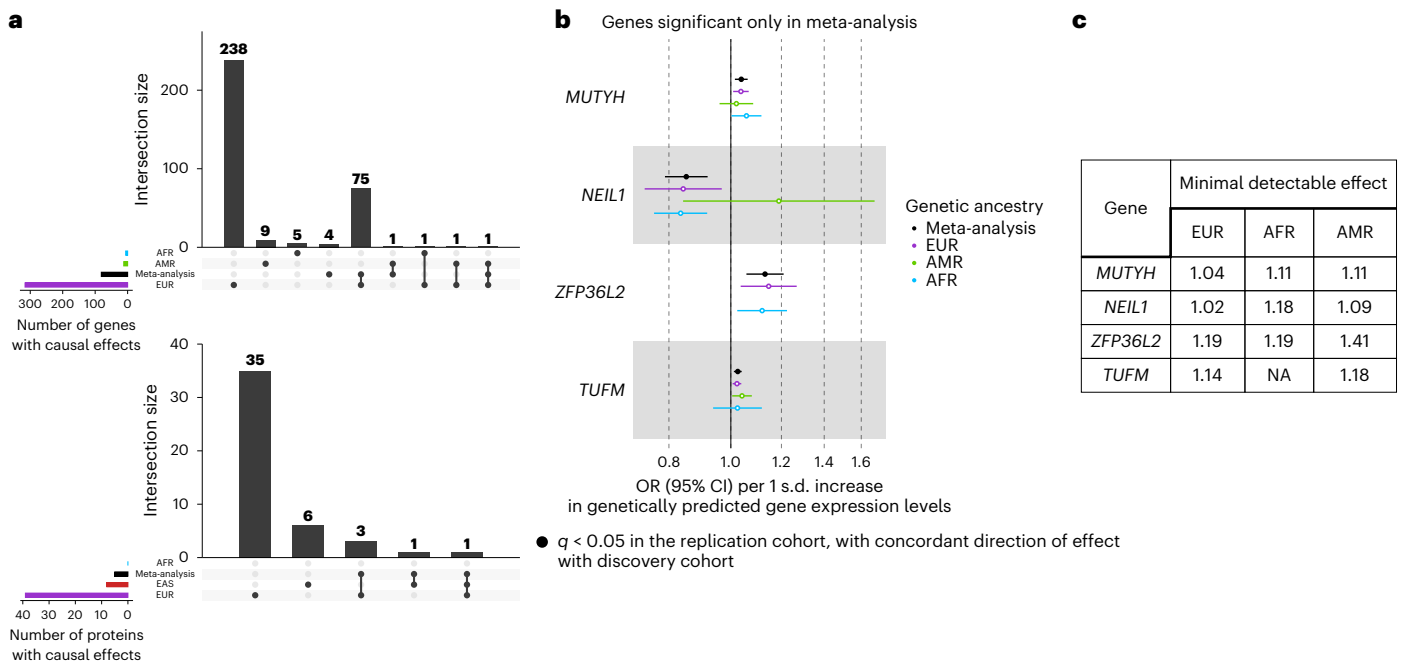 a
Intersection size
200
100
0
238
9
5
4
75
1
1
1
1
AFR
AMR
Meta-analysis
EUR
300 200 100 0
Number of genes
with causal effects
Intersection size
40
30
20
10
0
35
6
3
1
1
AFR
Meta-analysis
EAS
EUR
40 30 20 10 0
Number of proteins
with causal effects
b
Genes significant only in meta-analysis
MUTYH
NEIL1
ZFP36L2
TUFM
0.8 1.0 1.2 1.4 1.6
OR (95% CI) per 1 s.d. increase
in genetically predicted gene expression levels
Genetic ancestry
Meta-analysis
EUR
AMR
AFR
q < 0.05 in the replication cohort, with concordant direction of effect
with discovery cohort
c
Gene Minimal detectable effect
EUR AFR AMR
MUTYH 1.04 1.11 1.11
NEIL1 1.02 1.18 1.09
ZFP36L2 1.19 1.19 1.41
TUFM 1.14 NA 1.18